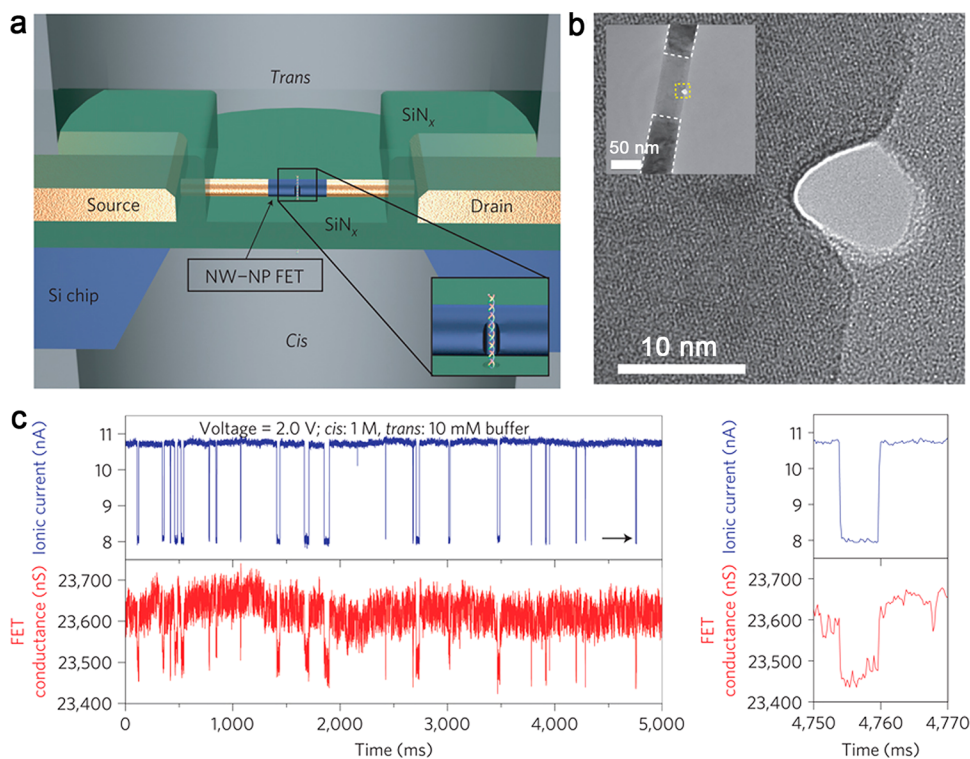 a
Trans
SiNx
Source
Drain
SiNx
NW–NP FET
Si chip
Cis
b
50 nm
10 nm
c
Voltage = 2.0 V; cis: 1 M, trans: 10 mM buffer
Ionic current (nA)
11
10
9
8
FET
conductance (nS)
23,700
23,600
23,500
23,400
0
1,000
2,000
3,000
4,000
5,000
Time (ms)
Ionic current (nA)
11
10
9
8
FET
conductance (nS)
23,700
23,600
23,500
23,400
4,750
4,760
4,770
Time (ms)